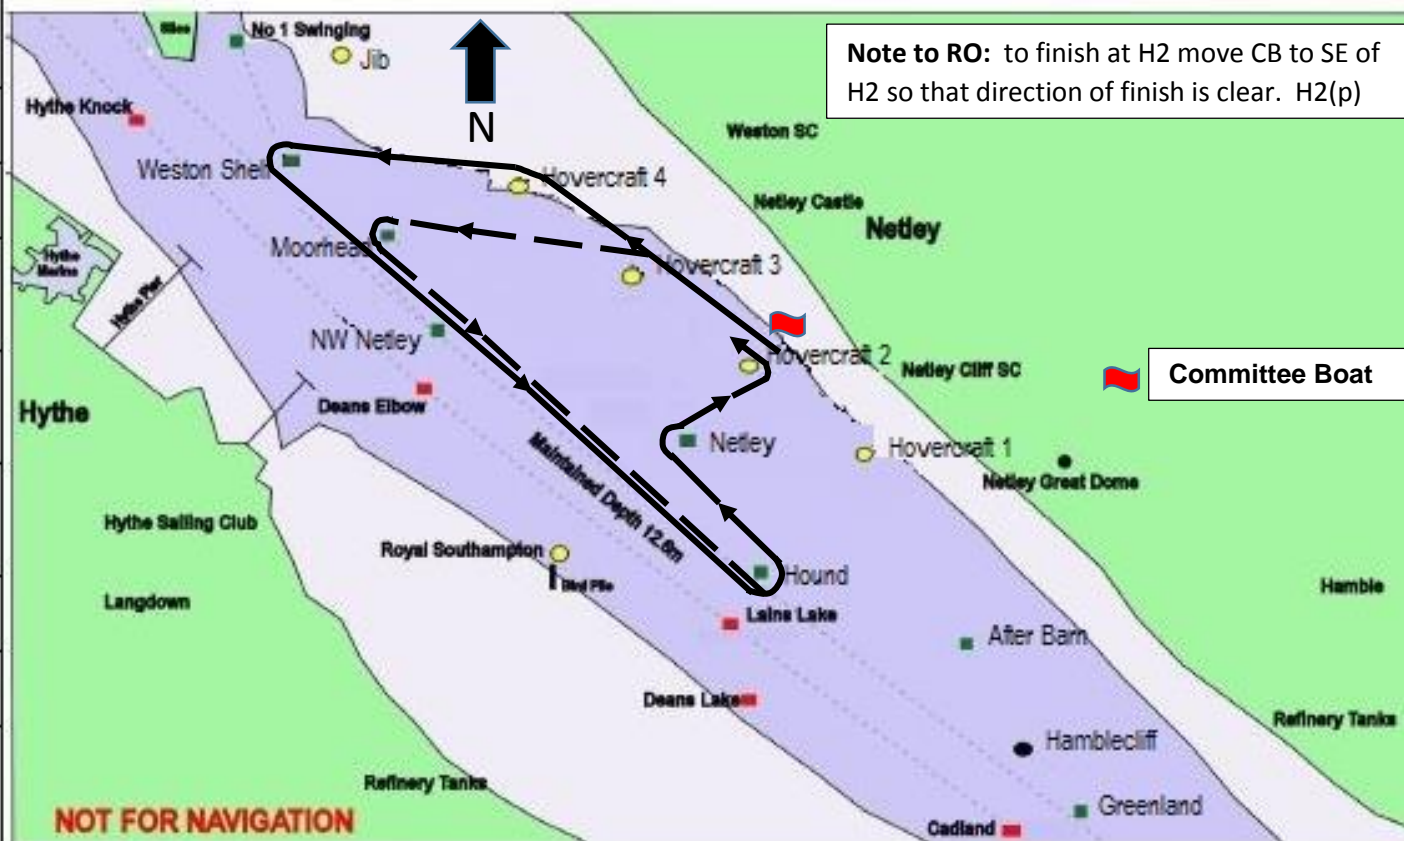 No 1 Swinging
Jib
Note to RO: to finish at H2 move CB to SE of
H2 so that direction of finish is clear. H2(p)
Hythe Knock
N
Weston SC
Weston Shelf
Hovercraft 4
Netley Castle
Netley
Moorhead
Hythe
Marina
Hovercraft 3
Hythe Pier
NW Netley
Hovercraft 2
Netley Cliff SC
Committee Boat
Deans Elbow
Hythe
Netley
Hovercraft 1
Netley Great Dome
Maintained Depth 12.6m
Hythe Sailing Club
Royal Southampton
Bird Pile
Hound
Hamble
Langdown
Lains Lake
After Barn
Deans Lake
Refinery Tanks
Hamblecliff
Refinery Tanks
Greenland
NOT FOR NAVIGATION
Cadland